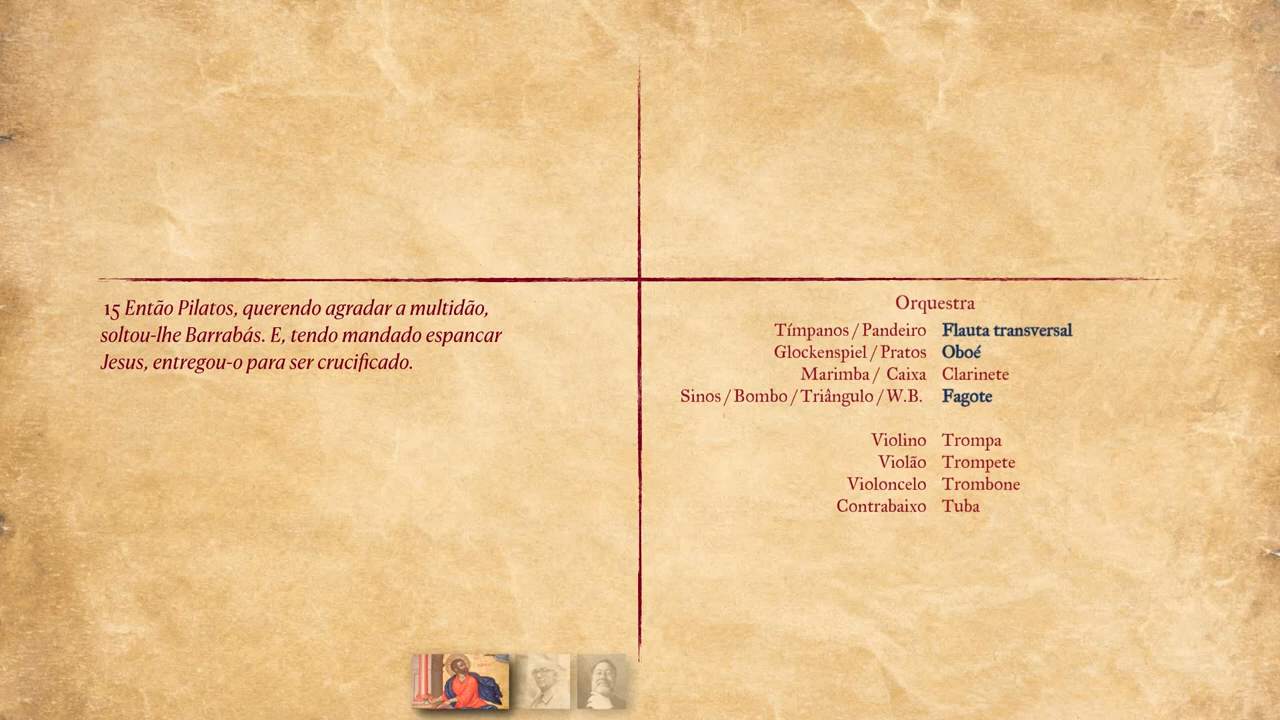 15 Então Pilatos, querendo agradar a multidão,
soltou-lhe Barrabás. E, tendo mandado espancar
Jesus, entregou-o para ser crucificado.
Orquestra
Tímpanos / Pandeiro Flauta transversal
Glockenspiel / Pratos Oboé
Marimba / Caixa Clarinete
Sinos / Bombo / Triângulo / W.B. Fagote
Violino Trompa
Violão Trompete
Violoncelo Trombone
Contrabaixo Tuba